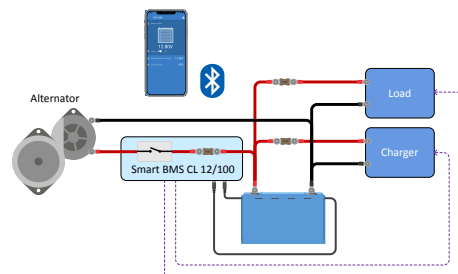 13.80V
Alternator
Load
Charger
Smart BMS CL 12/100